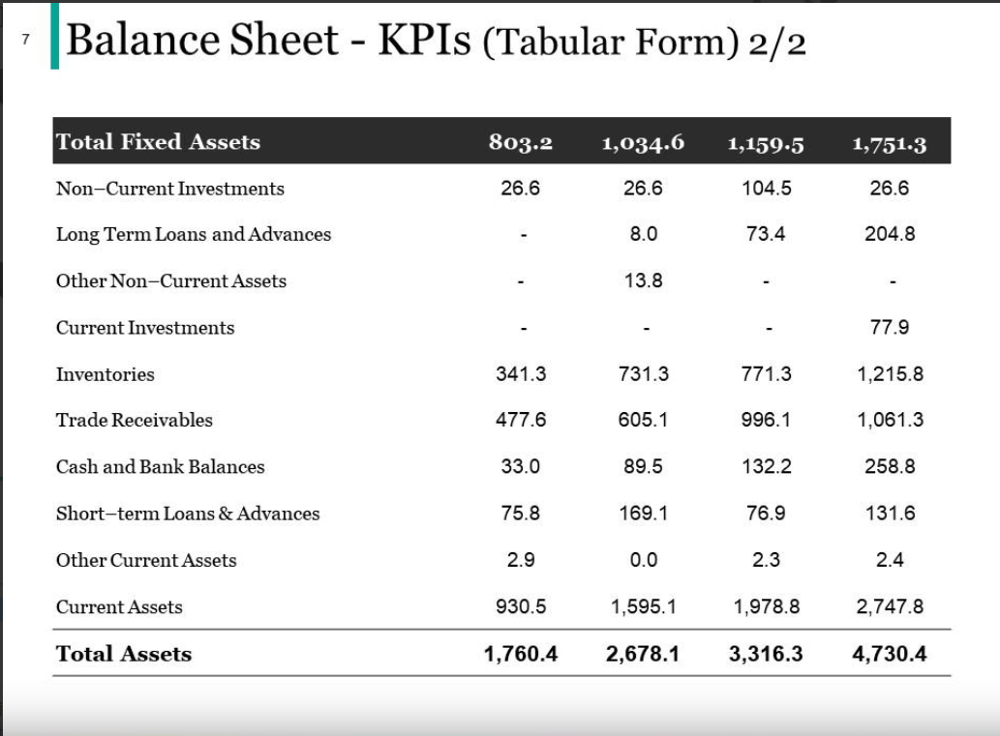 7
Balance Sheet - KPIs (Tabular Form) 2/2
Total Fixed Assets 803.2 1,034.6 1,159.5 1,751.3
Non–Current Investments 26.6 26.6 104.5 26.6
Long Term Loans and Advances - 8.0 73.4 204.8
Other Non–Current Assets - 13.8 - -
Current Investments - - - 77.9
Inventories 341.3 731.3 771.3 1,215.8
Trade Receivables 477.6 605.1 996.1 1,061.3
Cash and Bank Balances 33.0 89.5 132.2 258.8
Short–term Loans & Advances 75.8 169.1 76.9 131.6
Other Current Assets 2.9 0.0 2.3 2.4
Current Assets 930.5 1,595.1 1,978.8 2,747.8
Total Assets 1,760.4 2,678.1 3,316.3 4,730.4